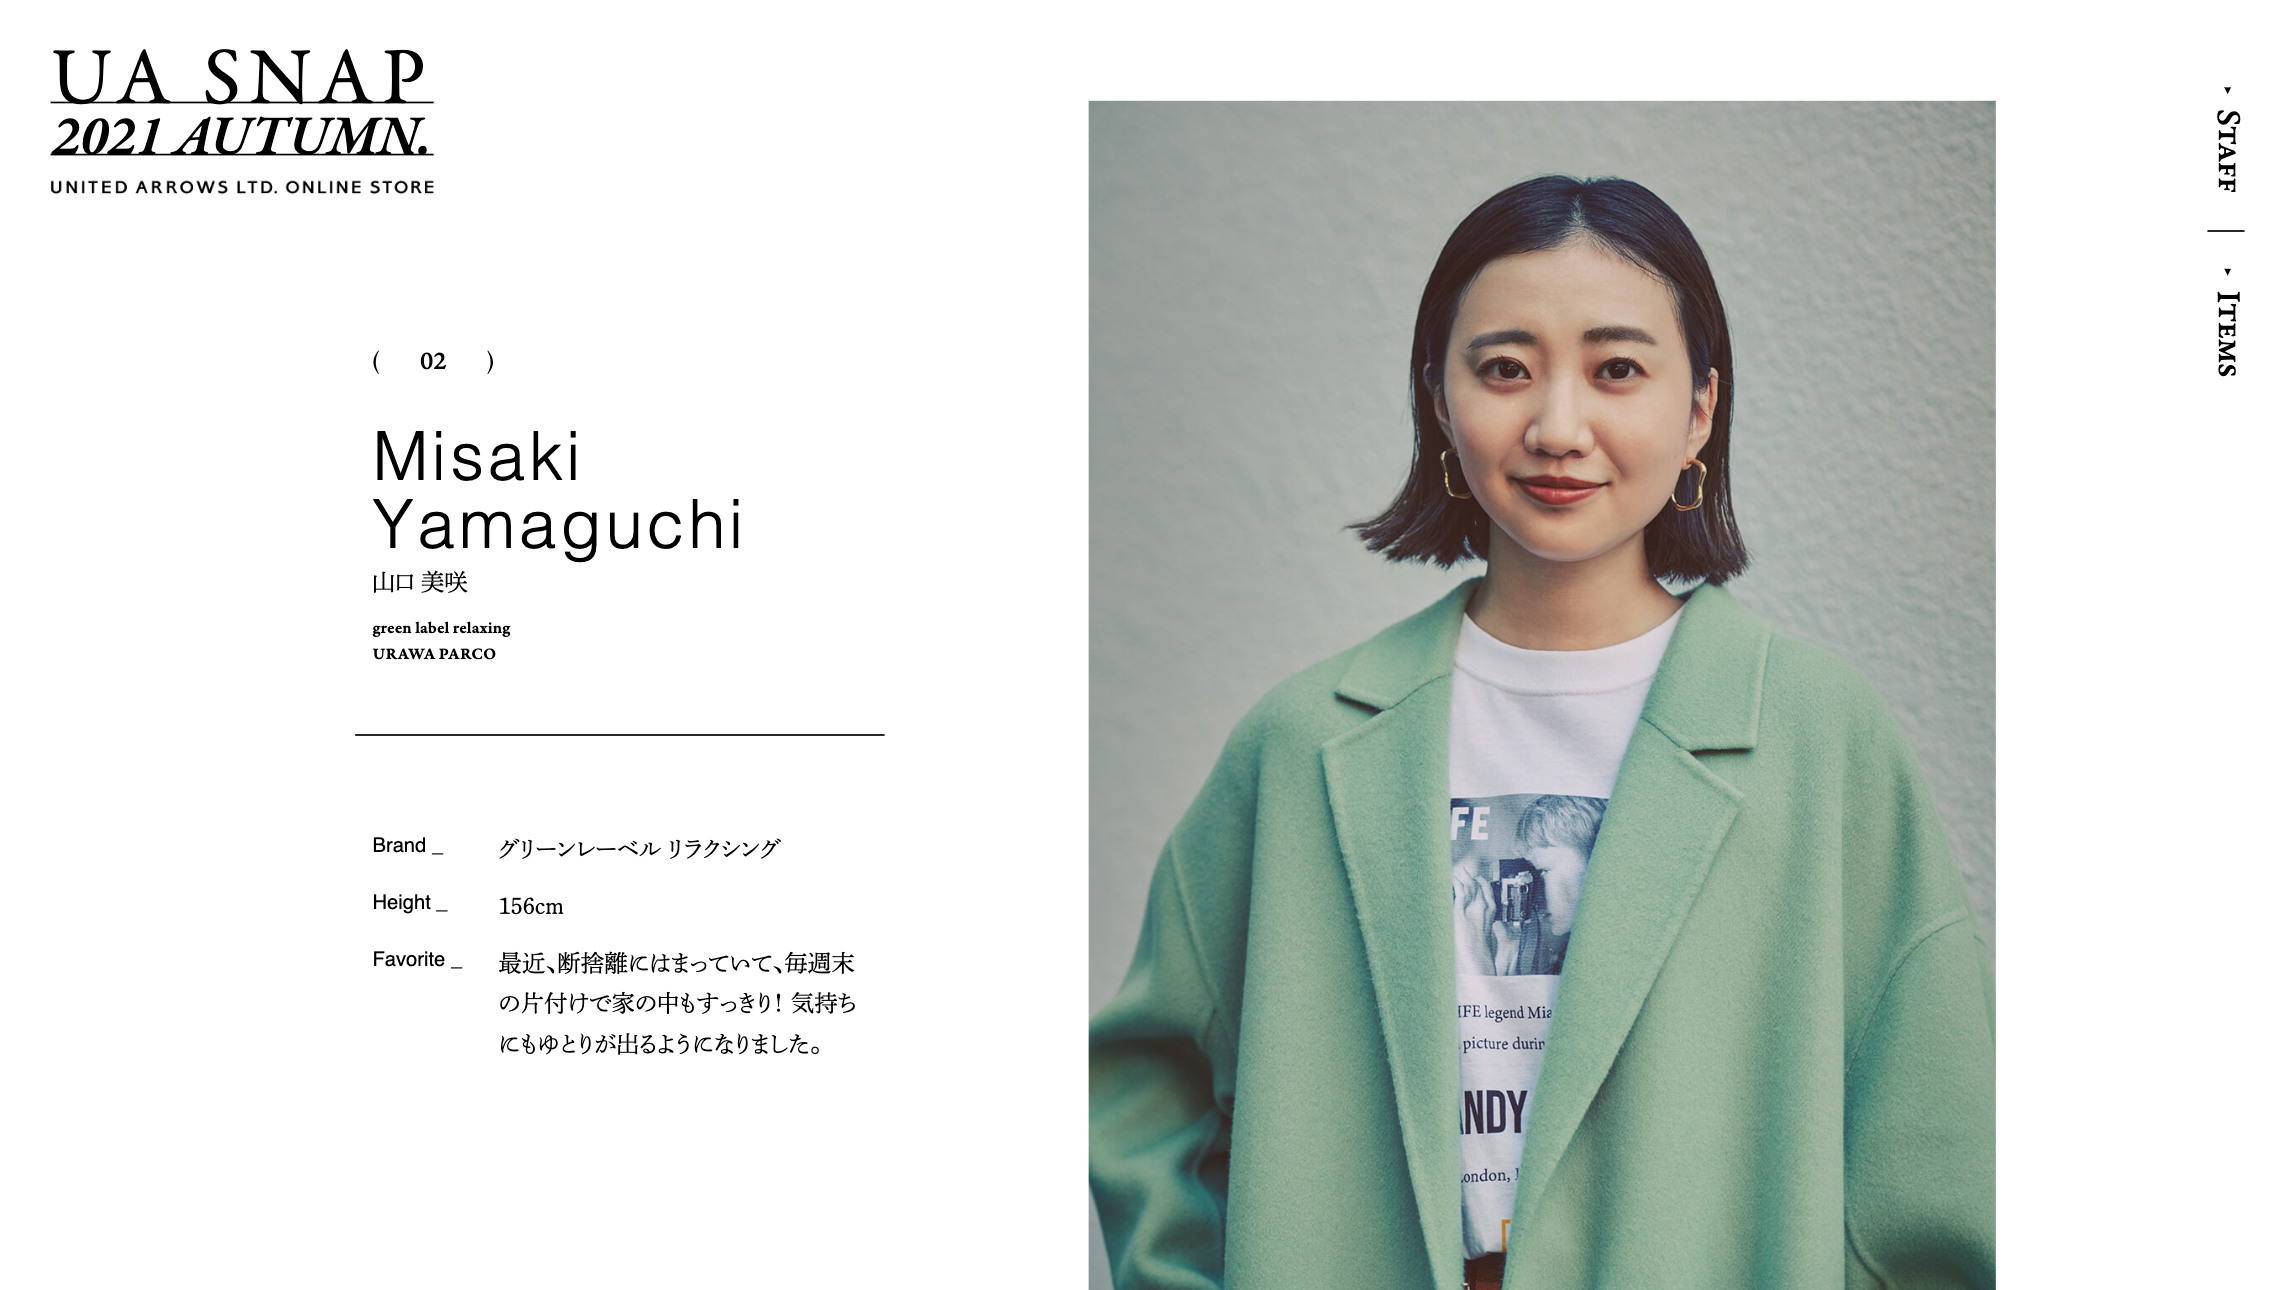 UA SNAP
2021 AUTUMN.
UNITED ARROWS LTD. ONLINE STORE
( 02 )
Misaki
Yamaguchi
山口 美咲
green label relaxing
URAWA PARCO
Brand _ グリーンレーベル リラクシング
Height _ 156cm
Favorite _ 最近、断捨離にはまっていて、毎週末
の片付けで家の中もすっきり！ 気持ち
にもゆとりが出るようになりました。
FE
IFE legend Mia
picture durin
ANDY
London,
▼ STAFF
▼ ITEMS